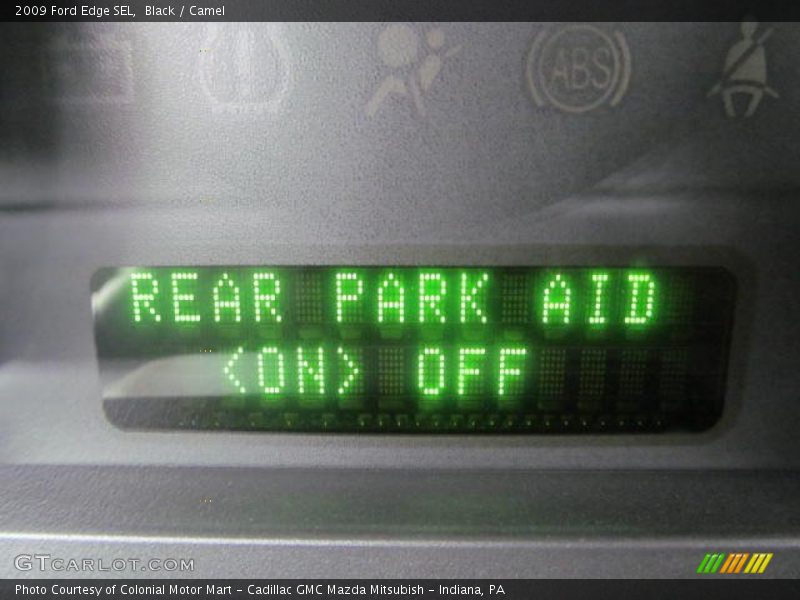 2009 Ford Edge SEL, Black / Camel
ABS
REAR PARK AID
<ON> OFF
GTCARLOT.COM
Photo Courtesy of Colonial Motor Mart - Cadillac GMC Mazda Mitsubish - Indiana, PA